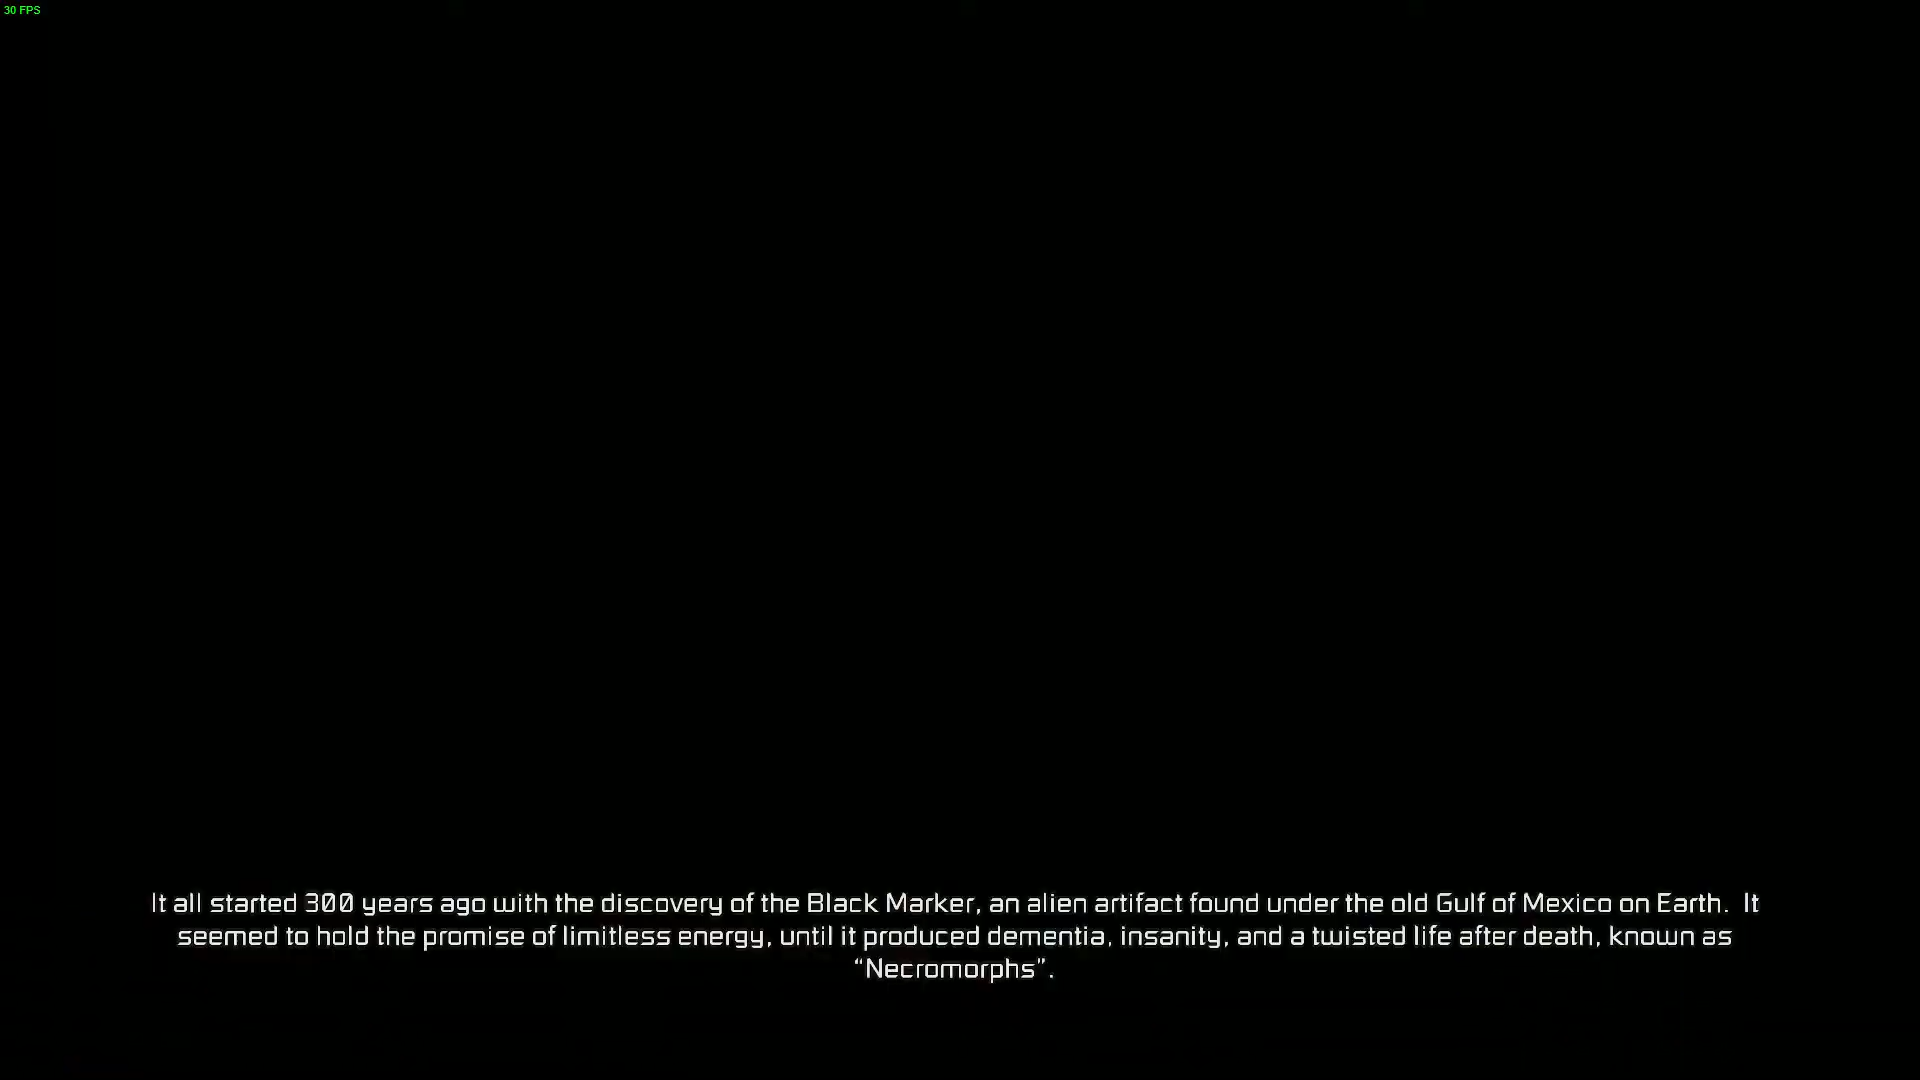 30 FPS
It all started 300 years ago with the discovery of the Black Marker, an alien artifact found under the old Gulf of Mexico on Earth.  It
seemed to hold the promise of limitless energy, until it produced dementia, insanity, and a twisted life after death, known as
“Necromorphs”.